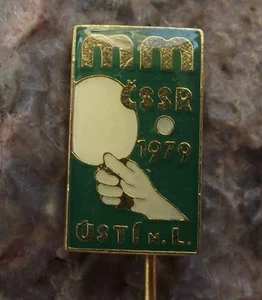 mm
ČSSR
1979
ÚSTÍ n. L.